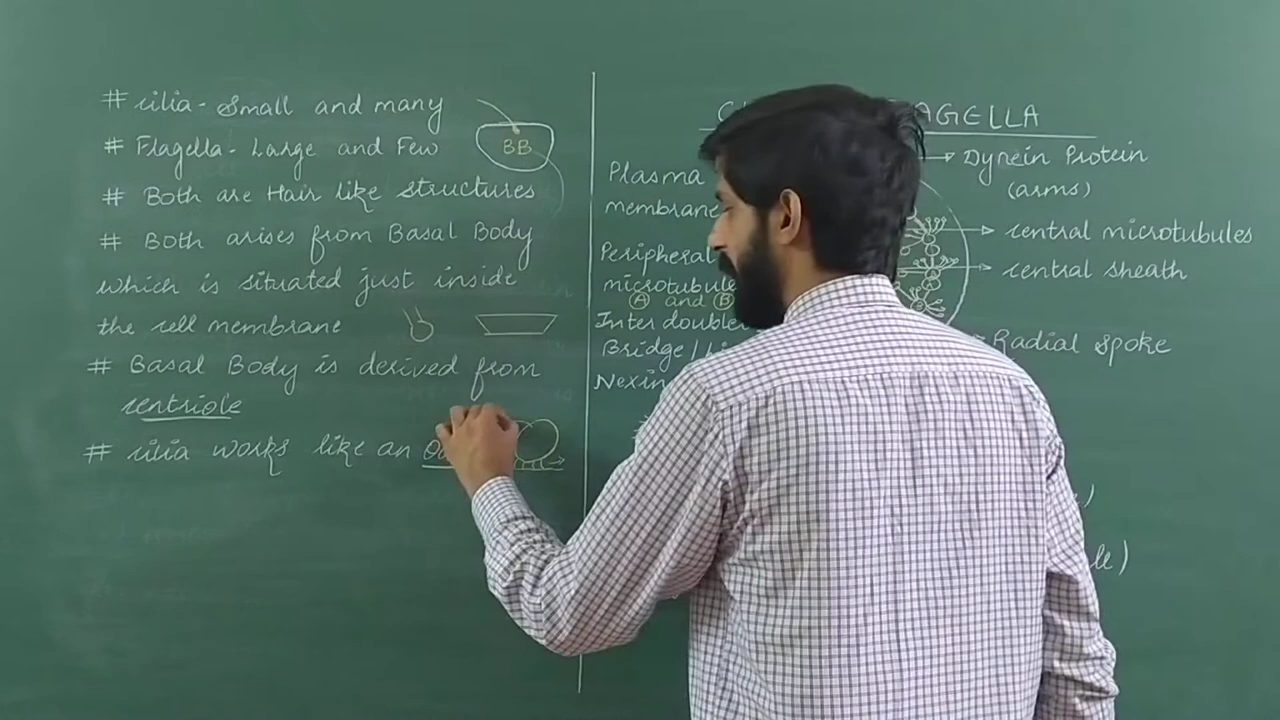 # cilia - Small and many
# Flagella - Large and Few
BB
# Both are Hair like structures
# Both arises from Basal Body
which is situated just inside
the cell membrane
# Basal Body is derived from
centriole
# cilia works like an
AGELLA
Plasma
membrane
Peripheral
microtubule
A and B
Inter doublet
Bridge/
Nexin
Dynein Protein
(arms)
central microtubules
central sheath
Radial Spoke